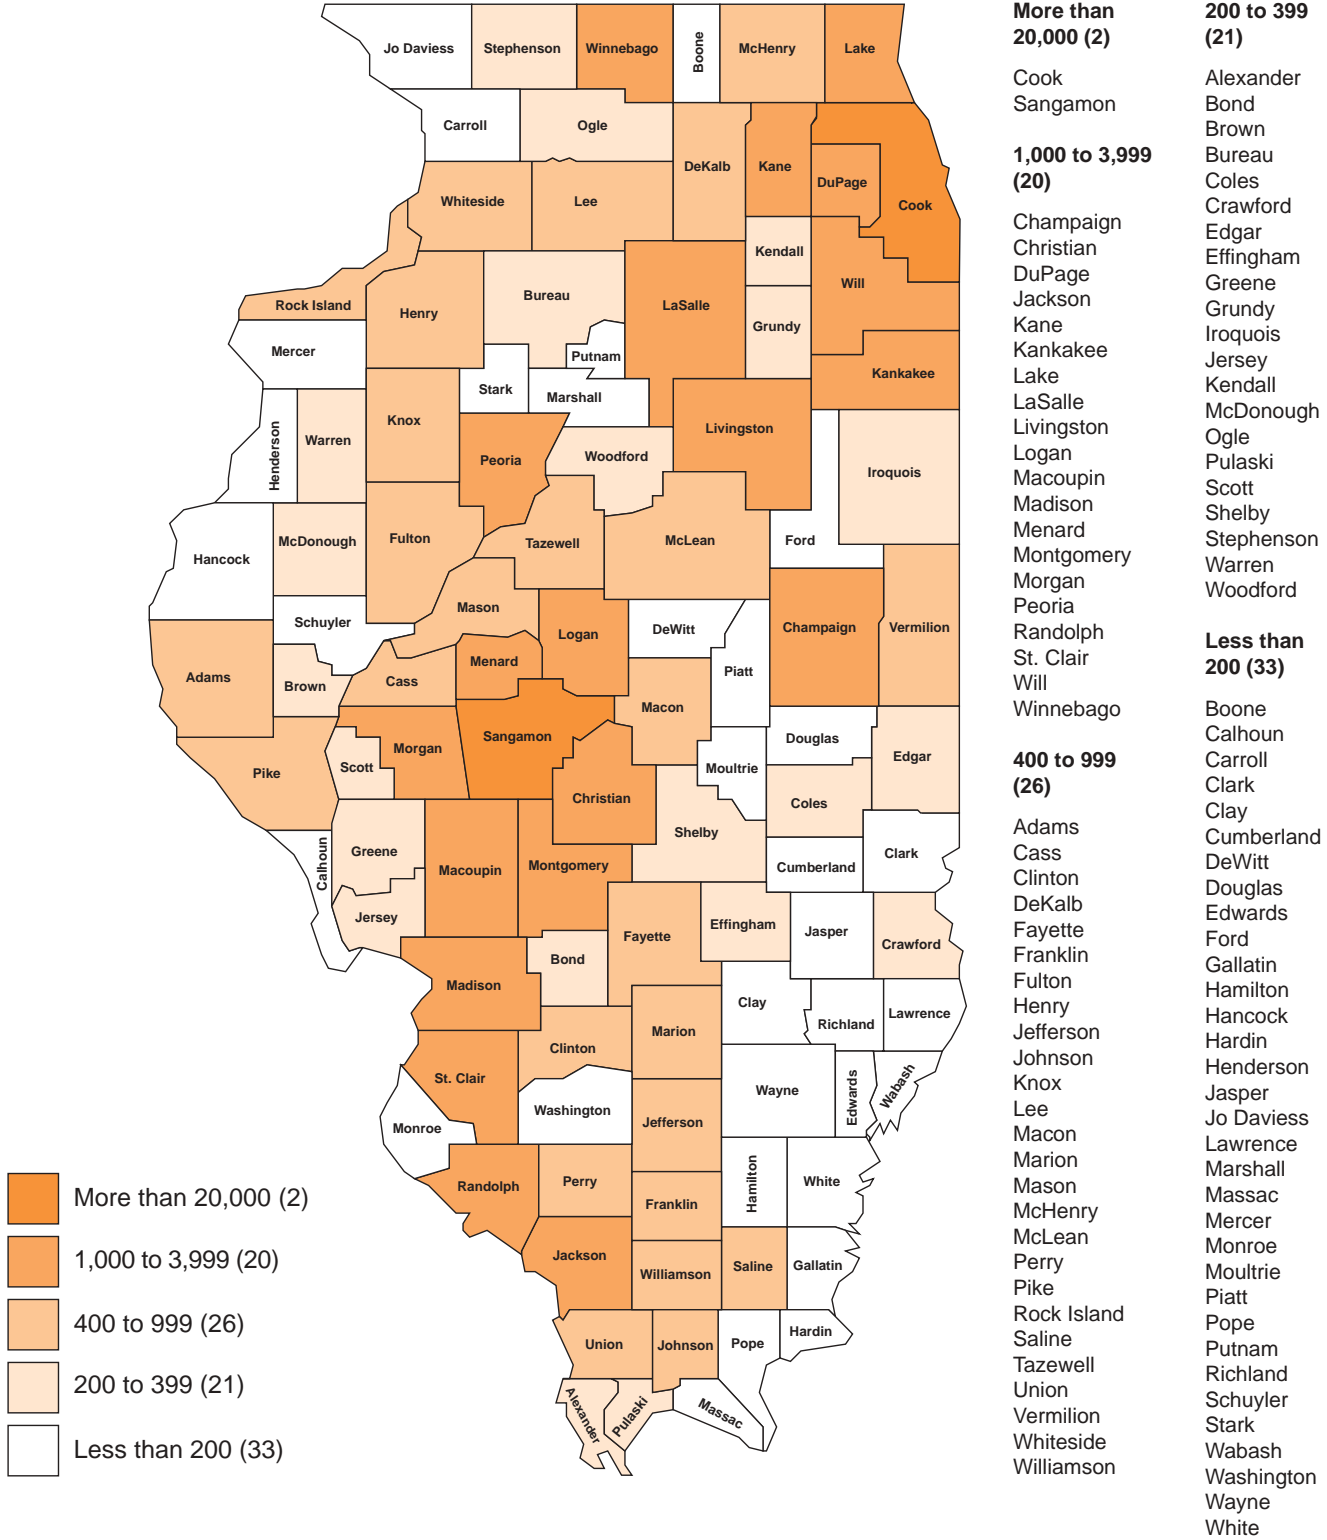 Jo Daviess
Stephenson
Winnebago
Boone
McHenry
Lake
Carroll
Ogle
DeKalb
Kane
DuPage
Cook
Whiteside
Lee
Kendall
Will
Rock Island
Henry
Bureau
LaSalle
Grundy
Mercer
Putnam
Kankakee
Stark
Marshall
Henderson
Warren
Knox
Peoria
Woodford
Livingston
Iroquois
Hancock
McDonough
Fulton
Tazewell
McLean
Ford
Schuyler
Mason
Logan
DeWitt
Champaign
Vermilion
Adams
Brown
Cass
Menard
Macon
Piatt
Pike
Scott
Morgan
Sangamon
Christian
Moultrie
Douglas
Edgar
Coles
Shelby
Calhoun
Greene
Macoupin
Montgomery
Cumberland
Clark
Jersey
Fayette
Effingham
Jasper
Crawford
Madison
Bond
Clay
Richland
Lawrence
Clinton
Marion
St. Clair
Monroe
Washington
Jefferson
Wayne
Edwards
Wabash
Randolph
Perry
Franklin
Hamilton
White
Jackson
Williamson
Saline
Gallatin
Union
Johnson
Pope
Hardin
Alexander
Pulaski
Massac
More than 20,000 (2)
1,000 to 3,999 (20)
400 to 999 (26)
200 to 399 (21)
Less than 200 (33)
More than
20,000 (2)
Cook
Sangamon
1,000 to 3,999
(20)
Champaign
Christian
DuPage
Jackson
Kane
Kankakee
Lake
LaSalle
Livingston
Logan
Macoupin
Madison
Menard
Montgomery
Morgan
Peoria
Randolph
St. Clair
Will
Winnebago
400 to 999
(26)
Adams
Cass
Clinton
DeKalb
Fayette
Franklin
Fulton
Henry
Jefferson
Johnson
Knox
Lee
Macon
Marion
Mason
McHenry
McLean
Perry
Pike
Rock Island
Saline
Tazewell
Union
Vermilion
Whiteside
Williamson
200 to 399
(21)
Alexander
Bond
Brown
Bureau
Coles
Crawford
Edgar
Effingham
Greene
Grundy
Iroquois
Jersey
Kendall
McDonough
Ogle
Pulaski
Scott
Shelby
Stephenson
Warren
Woodford
Less than
200 (33)
Boone
Calhoun
Carroll
Clark
Clay
Cumberland
DeWitt
Douglas
Edwards
Ford
Gallatin
Hamilton
Hancock
Hardin
Henderson
Jasper
Jo Daviess
Lawrence
Marshall
Massac
Mercer
Monroe
Moultrie
Piatt
Pope
Putnam
Richland
Schuyler
Stark
Wabash
Washington
Wayne
White